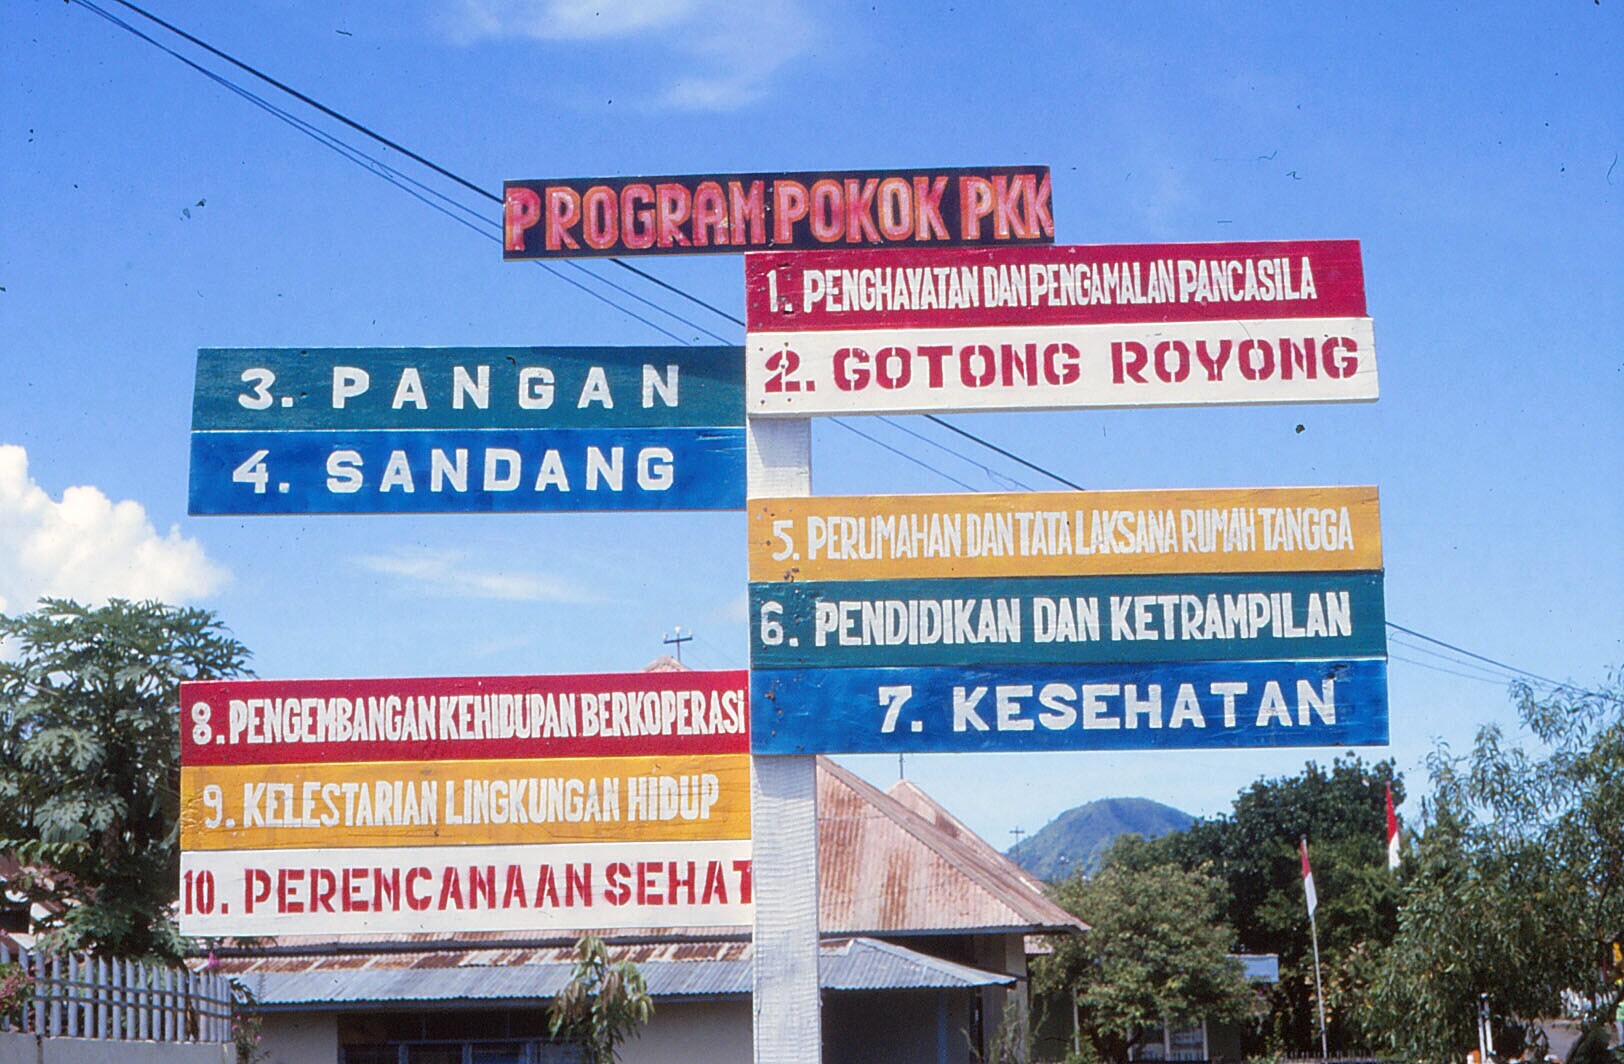 PROGRAM POKOK PKK
1. PENGHAYATAN DAN PENGAMALAN PANCASILA
2. GOTONG ROYONG
3. PANGAN
4. SANDANG
5. PERUMAHAN DAN TATA LAKSANA RUMAH TANGGA
6. PENDIDIKAN DAN KETRAMPILAN
7. KESEHATAN
8. PENGEMBANGAN KEHIDUPAN BERKOPERASI
9. KELESTARIAN LINGKUNGAN HIDUP
10. PERENCANAAN SEHAT